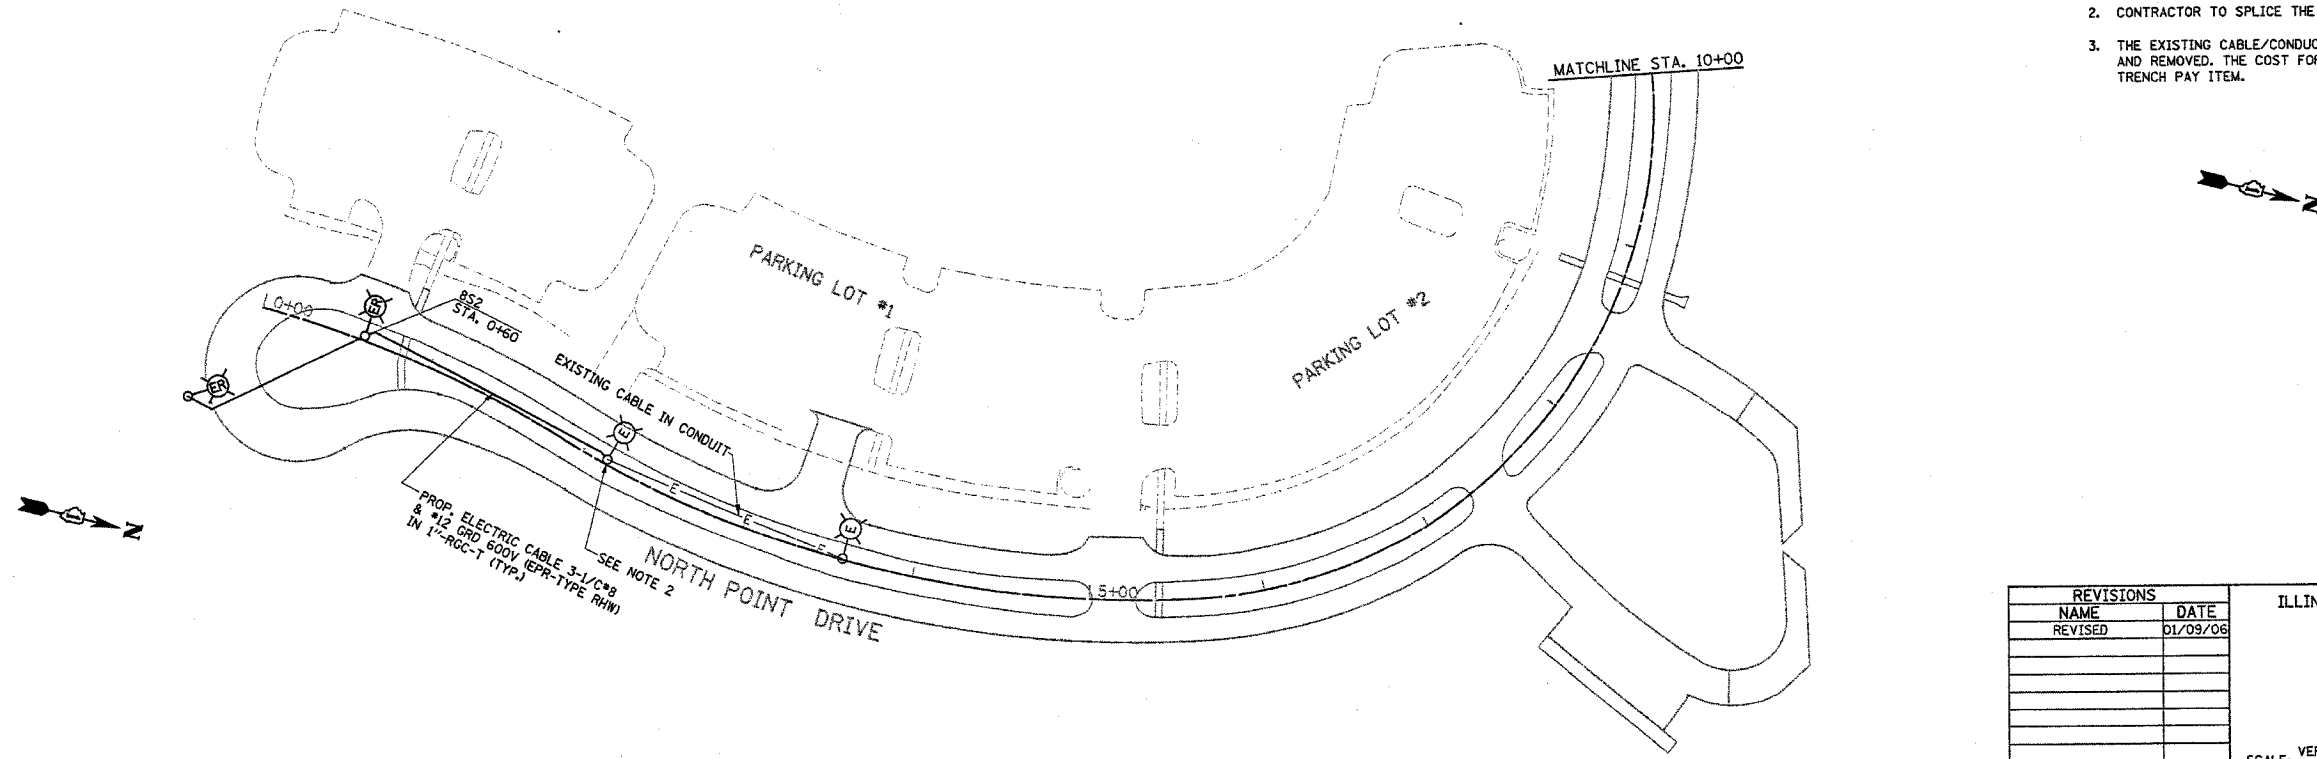 2. CONTRACTOR TO SPLICE THE
3. THE EXISTING CABLE/CONDUC
AND REMOVED. THE COST FOR
TRENCH PAY ITEM.
MATCHLINE STA. 10+00
N
PARKING LOT #1
PARKING LOT #2
0+00
ER
BS2
STA. 0+60
ER
EXISTING CABLE IN CONDUIT
E
E
E
E
E
PROP. ELECTRIC CABLE 3-1/C#8
& #12 GRD 600V (EPR-TYPE RHW)
IN 1"-RGC-T (TYP.)
SEE NOTE 2
NORTH POINT DRIVE
5+00
N
REVISIONS
NAME DATE
REVISED 01/09/06
ILLIN
SCALE: VER